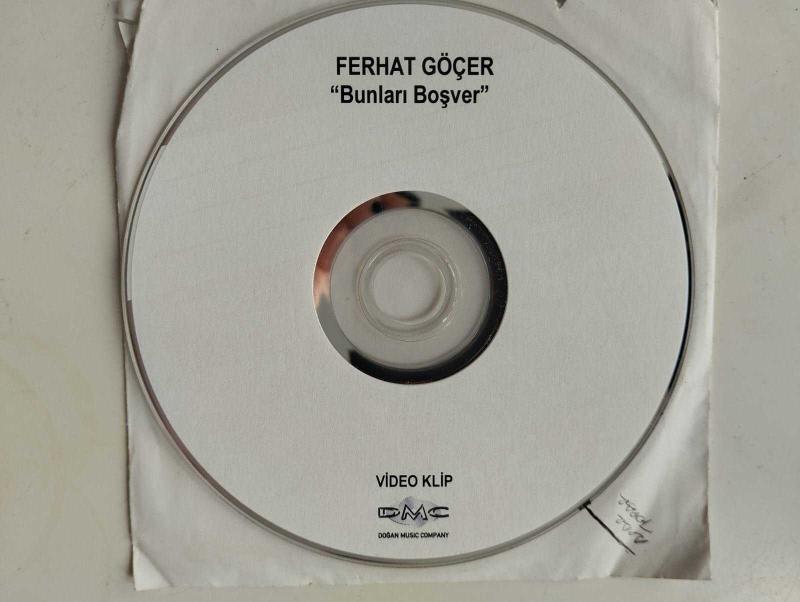 FERHAT GÖÇER
“Bunları Boşver”
VİDEO KLİP
DMC
DOĞAN MUSIC COMPANY